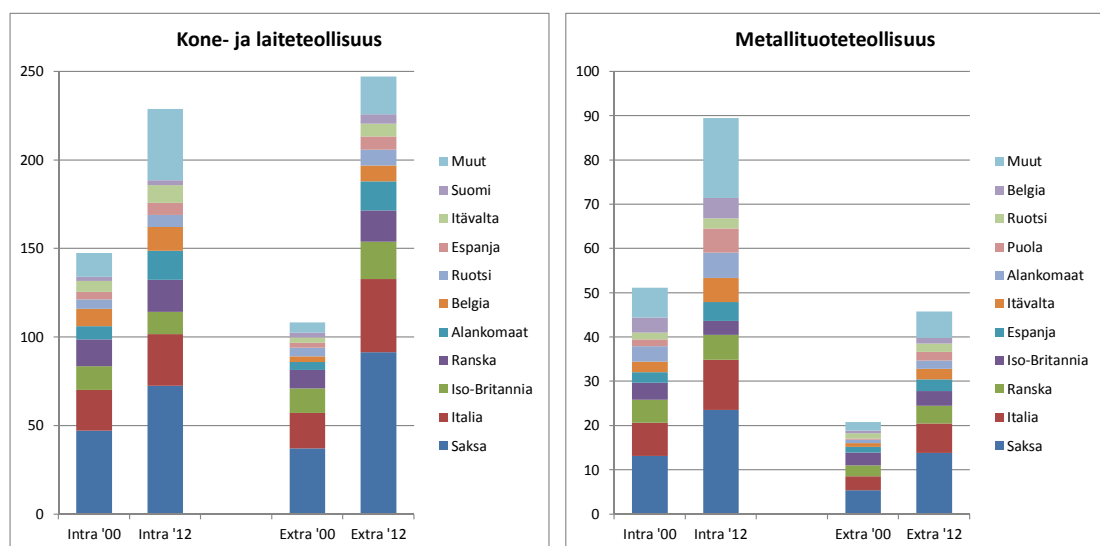 Kone- ja laiteteollisuus
250
200
150
100
50
0
Intra '00
Intra '12
Extra '00
Extra '12
Muut
Suomi
Itävalta
Espanja
Ruotsi
Belgia
Alankomaat
Ranska
Iso-Britannia
Italia
Saksa
Metallituoteteollisuus
100
90
80
70
60
50
40
30
20
10
0
Intra '00
Intra '12
Extra '00
Extra '12
Muut
Belgia
Ruotsi
Puola
Alankomaat
Itävalta
Espanja
Iso-Britannia
Ranska
Italia
Saksa